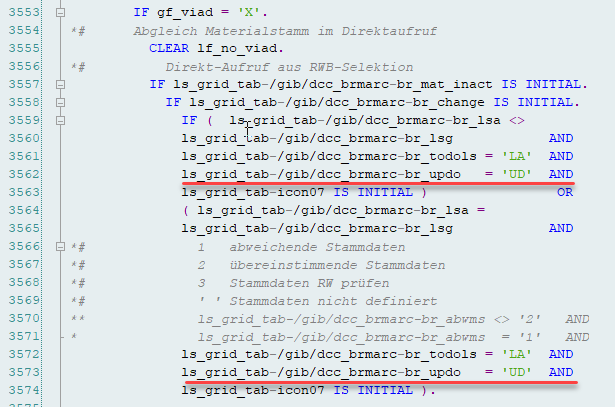 3553 IF gf_viad = 'X'.
3554 *# Abgleich Materialstamm im Direktaufruf
3555 CLEAR lf_no_viad.
3556 *# Direkt-Aufruf aus RWB-Selektion
3557 IF ls_grid_tab-/gib/dcc_brmarc-br_mat_inact IS INITIAL.
3558 IF ls_grid_tab-/gib/dcc_brmarc-br_change IS INITIAL.
3559 IF ( ls_grid_tab-/gib/dcc_brmarc-br_lsa <>
3560 ls_grid_tab-/gib/dcc_brmarc-br_lsg AND
3561 ls_grid_tab-/gib/dcc_brmarc-br_todols = 'LA' AND
3562 ls_grid_tab-/gib/dcc_brmarc-br_updo = 'UD' AND
3563 ls_grid_tab-icon07 IS INITIAL ) OR
3564 ( ls_grid_tab-/gib/dcc_brmarc-br_lsa =
3565 ls_grid_tab-/gib/dcc_brmarc-br_lsg AND
3566 *# 1 abweichende Stammdaten
3567 *# 2 übereinstimmende Stammdaten
3568 *# 3 Stammdaten RW prüfen
3569 *# ' ' Stammdaten nicht definiert
3570 ** ls_grid_tab-/gib/dcc_brmarc-br_abwms <> '2' AND
3571 * ls_grid_tab-/gib/dcc_brmarc-br_abwms = '1' AND
3572 ls_grid_tab-/gib/dcc_brmarc-br_todols = 'LA' AND
3573 ls_grid_tab-/gib/dcc_brmarc-br_updo = 'UD' AND
3574 ls_grid_tab-icon07 IS INITIAL ).